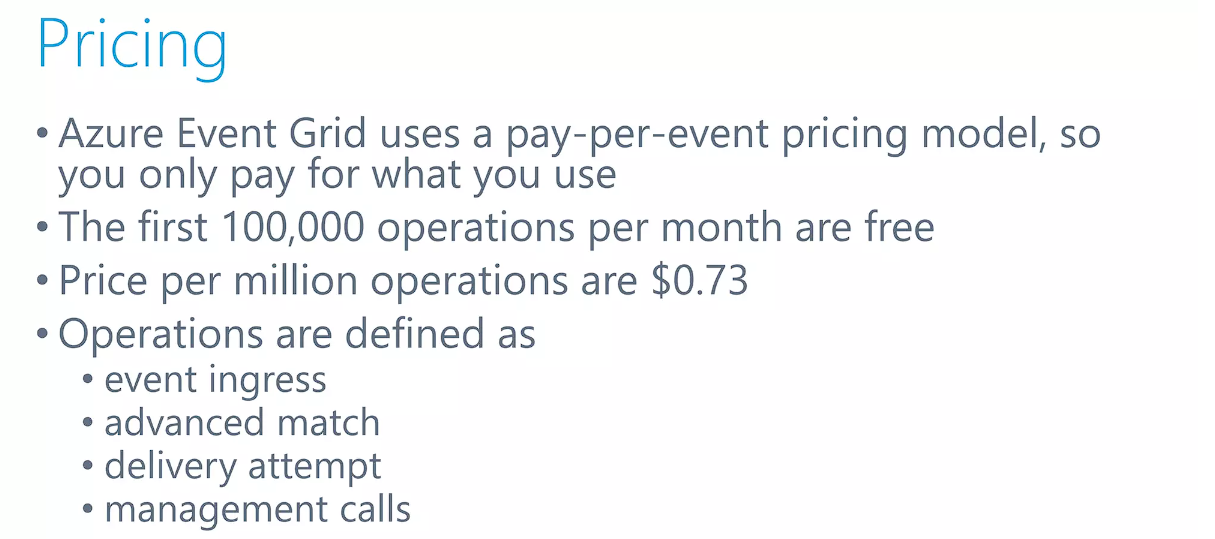 Pricing
• Azure Event Grid uses a pay-per-event pricing model, so
you only pay for what you use
• The first 100,000 operations per month are free
• Price per million operations are $0.73
• Operations are defined as
• event ingress
• advanced match
• delivery attempt
• management calls